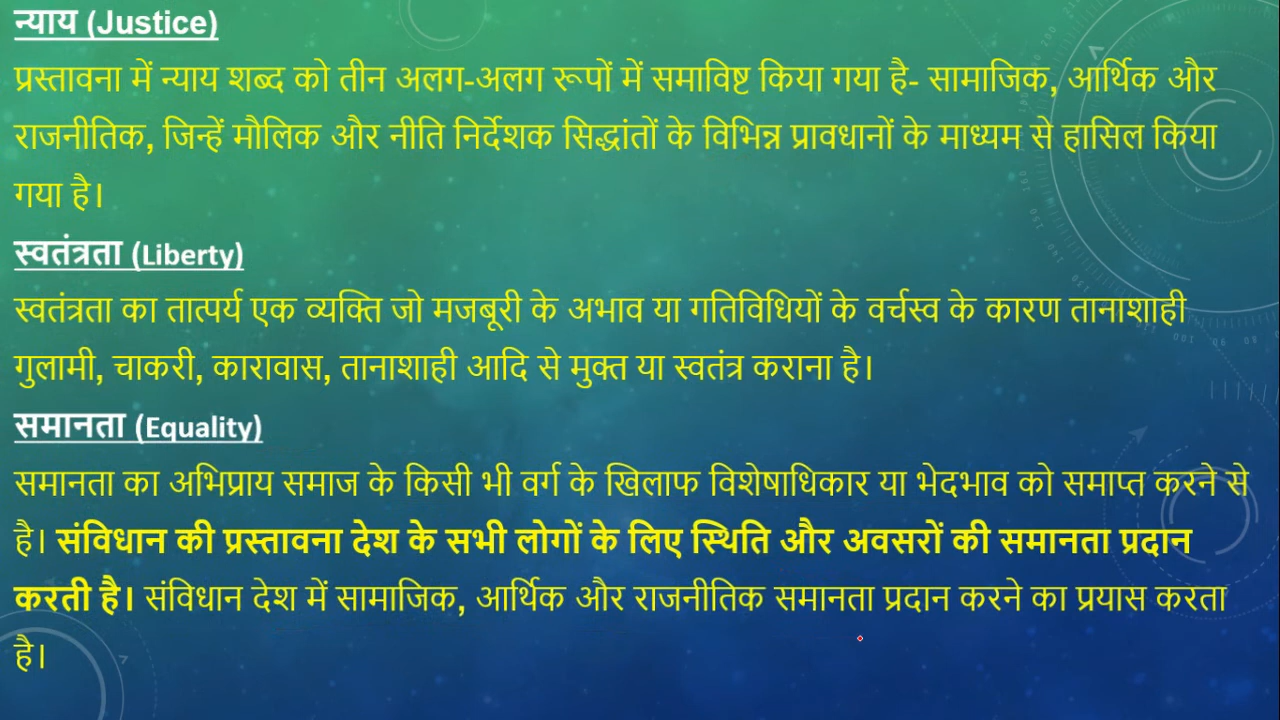 न्याय (Justice)
प्रस्तावना में न्याय शब्द को तीन अलग-अलग रूपों में समाविष्ट किया गया है- सामाजिक, आर्थिक और
राजनीतिक, जिन्हें मौलिक और नीति निर्देशक सिद्धांतों के विभिन्न प्रावधानों के माध्यम से हासिल किया
गया है।
स्वतंत्रता (Liberty)
स्वतंत्रता का तात्पर्य एक व्यक्ति जो मजबूरी के अभाव या गतिविधियों के वर्चस्व के कारण तानाशाही
गुलामी, चाकरी, कारावास, तानाशाही आदि से मुक्त या स्वतंत्र कराना है।
समानता (Equality)
समानता का अभिप्राय समाज के किसी भी वर्ग के खिलाफ विशेषाधिकार या भेदभाव को समाप्त करने से
है। संविधान की प्रस्तावना देश के सभी लोगों के लिए स्थिति और अवसरों की समानता प्रदान
करती है। संविधान देश में सामाजिक, आर्थिक और राजनीतिक समानता प्रदान करने का प्रयास करता
है।